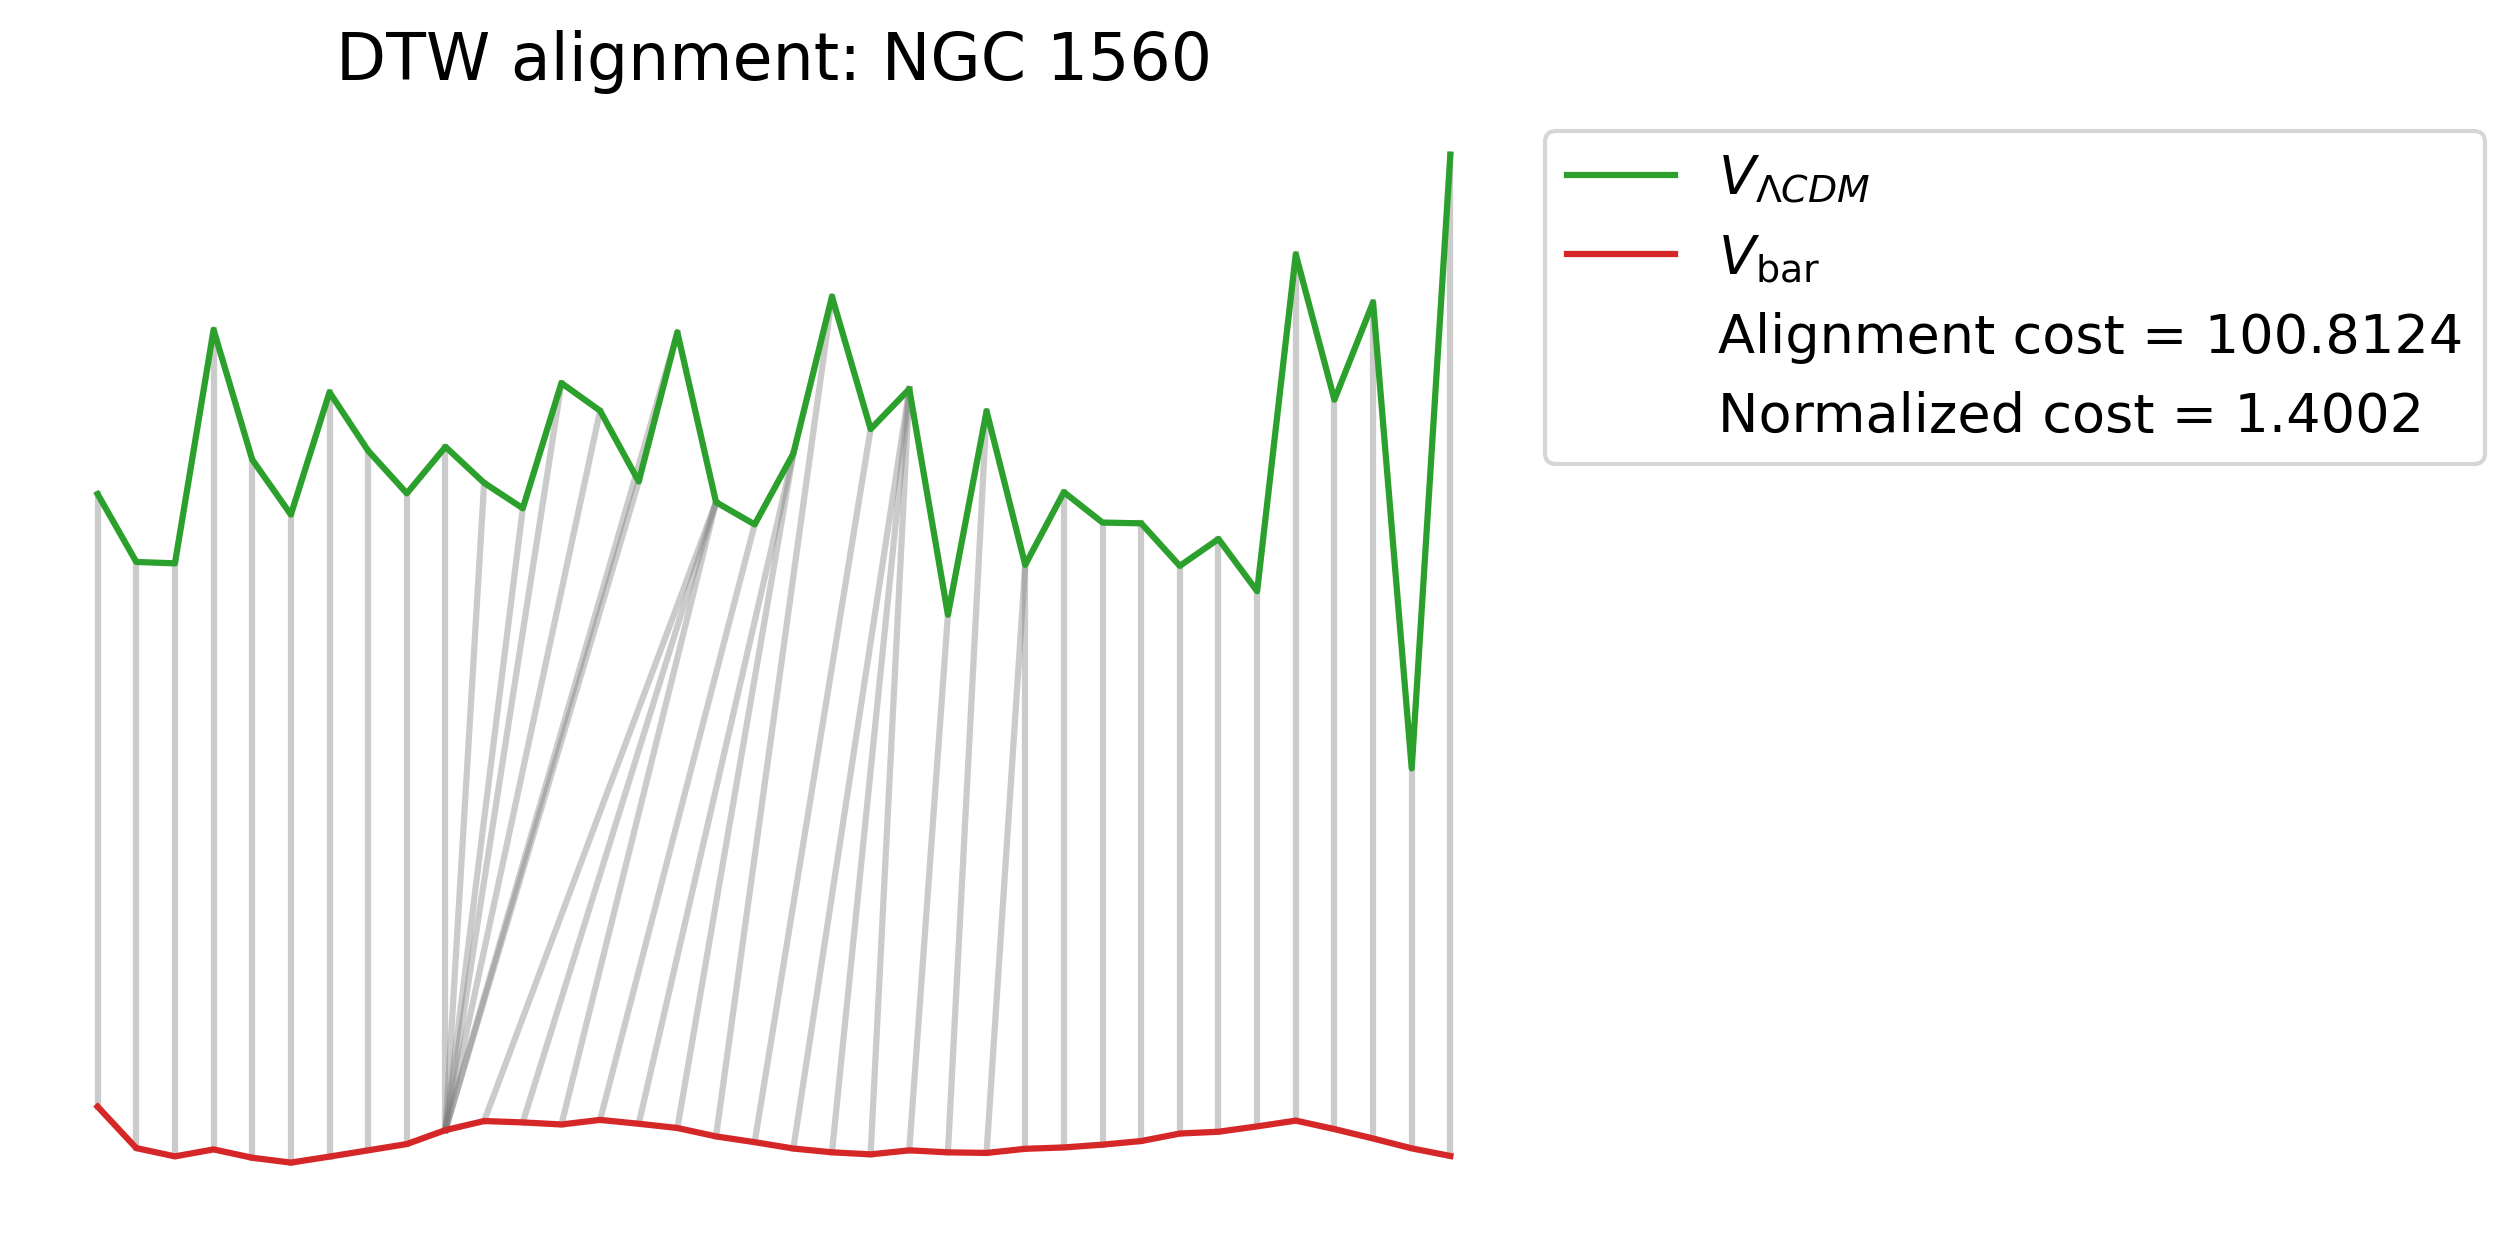 DTW alignment: NGC 1560
V_ΛCDM
V_bar
Alignment cost = 100.8124
Normalized cost = 1.4002